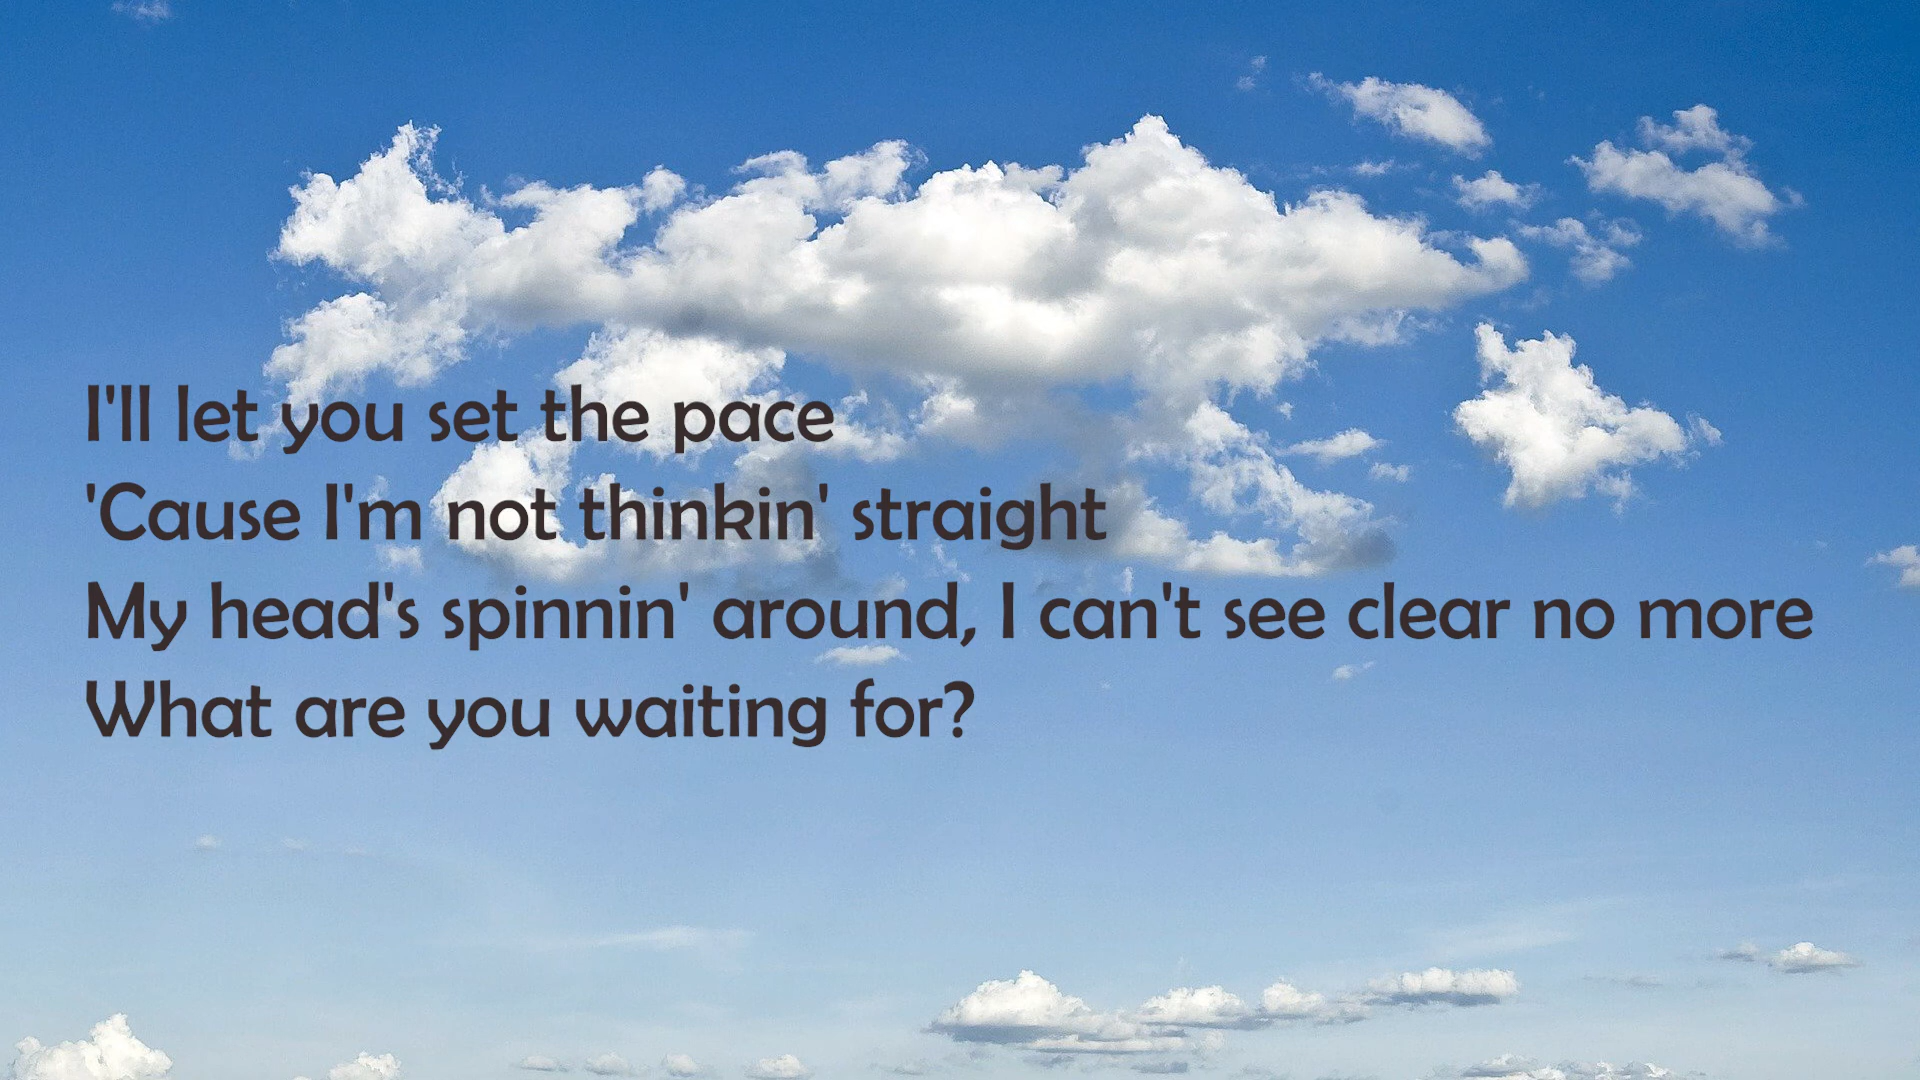 I'll let you set the pace
'Cause I'm not thinkin' straight
My head's spinnin' around, I can't see clear no more
What are you waiting for?